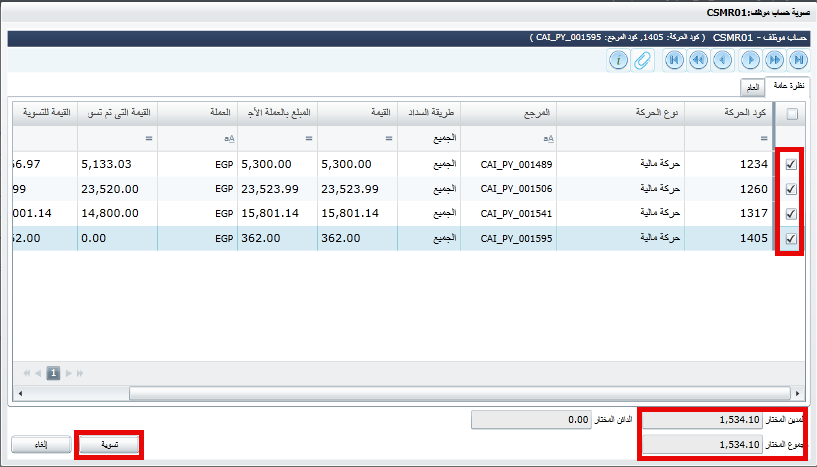 تصوية حساب موظف:CSMR01
حساب موظف - CSMR01 ( كود الحركة: 1405, كود المرجع: CAI_PY_001595 )
نظرة عامة العام
كود الحركة نوع الحركة المرجع طريقة السداد القيمة المبلغ بالعملة الأج العملة القيمة التى تم تسو القيمة للتسوية
= الجميع = = =
1234 حركة مالية CAI_PY_001489 الجميع 5,300.00 5,300.00 EGP 5,133.03 6.97
1260 حركة مالية CAI_PY_001506 الجميع 23,523.99 23,523.99 EGP 23,520.00 99
1317 حركة مالية CAI_PY_001541 الجميع 15,801.14 15,801.14 EGP 14,800.00 001.14
1405 حركة مالية CAI_PY_001595 الجميع 362.00 362.00 EGP 0.00 2.00
1
لمدين المختار 1,534.10 الدائن المختار 0.00
جموع المختار 1,534.10
تسوية إلغاء